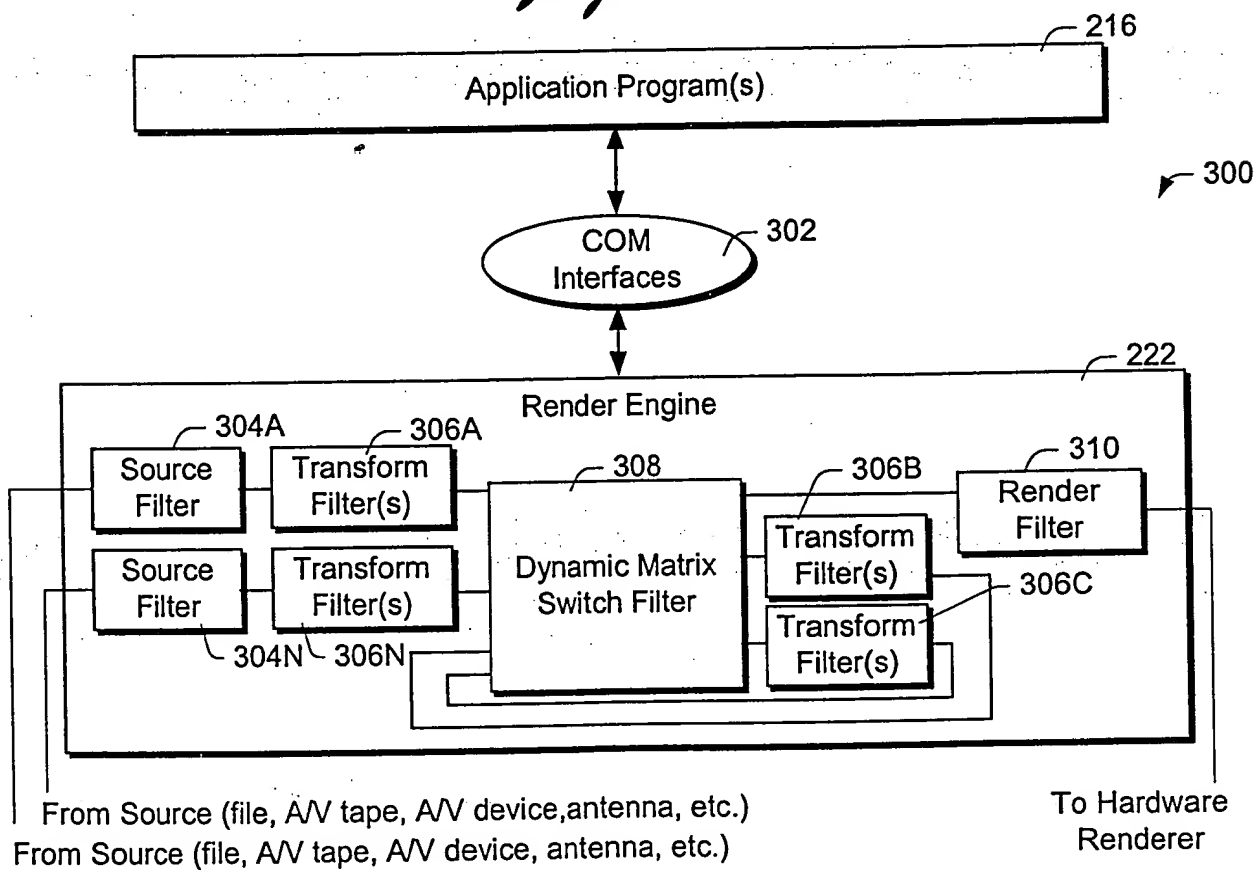 216
Application Program(s)
300
COM
Interfaces
302
222
Render Engine
304A
306A
308
306B
310
Source
Filter
Transform
Filter(s)
Dynamic Matrix
Switch Filter
Transform
Filter(s)
Render
Filter
306C
Source
Filter
Transform
Filter(s)
Transform
Filter(s)
304N
306N
From Source (file, A/V tape, A/V device,antenna, etc.)
From Source (file, A/V tape, A/V device, antenna, etc.)
To Hardware
Renderer